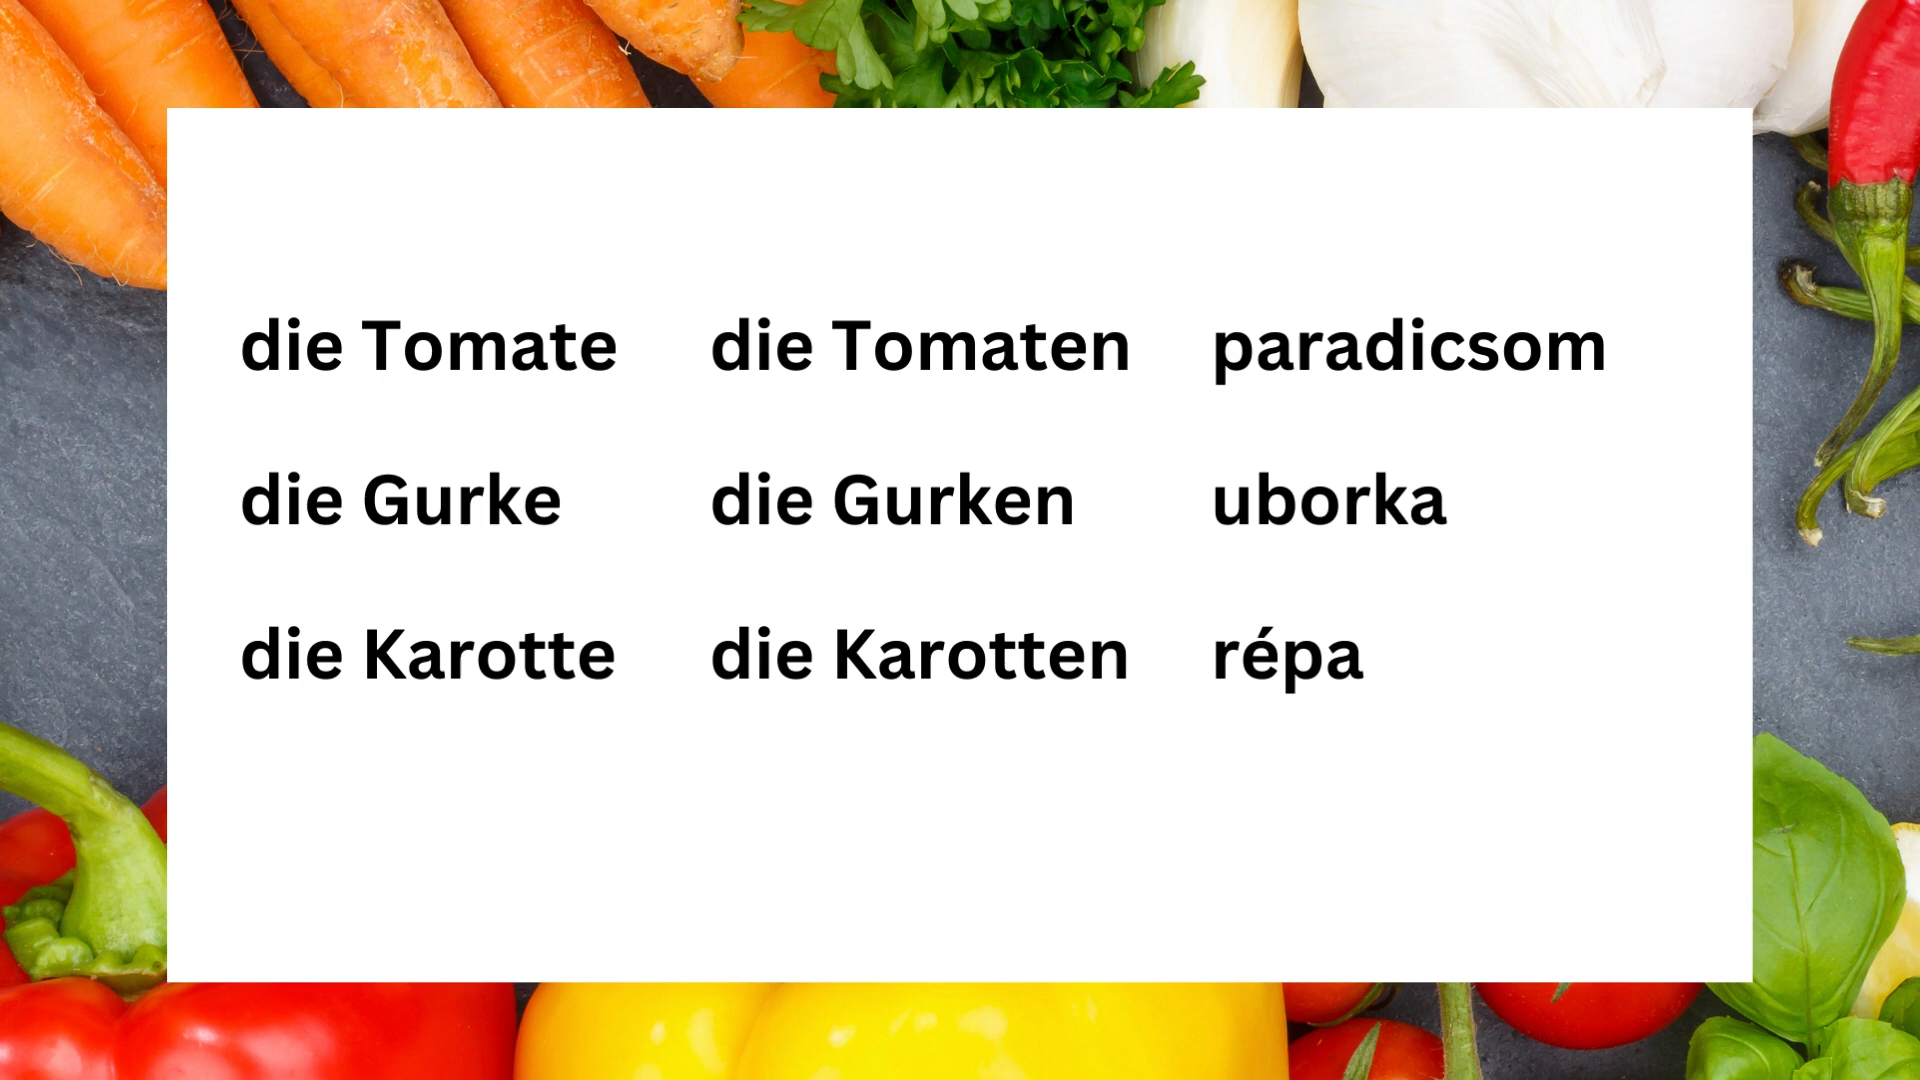 die Tomate die Tomaten paradicsom
die Gurke die Gurken uborka
die Karotte die Karotten répa